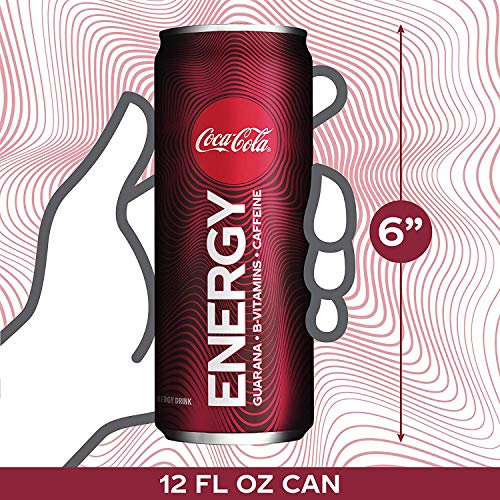 Coca-Cola®
ENERGY
GUARANA • B-VITAMINS • CAFFEINE
ENERGY DRINK
6”
12 FL OZ CAN